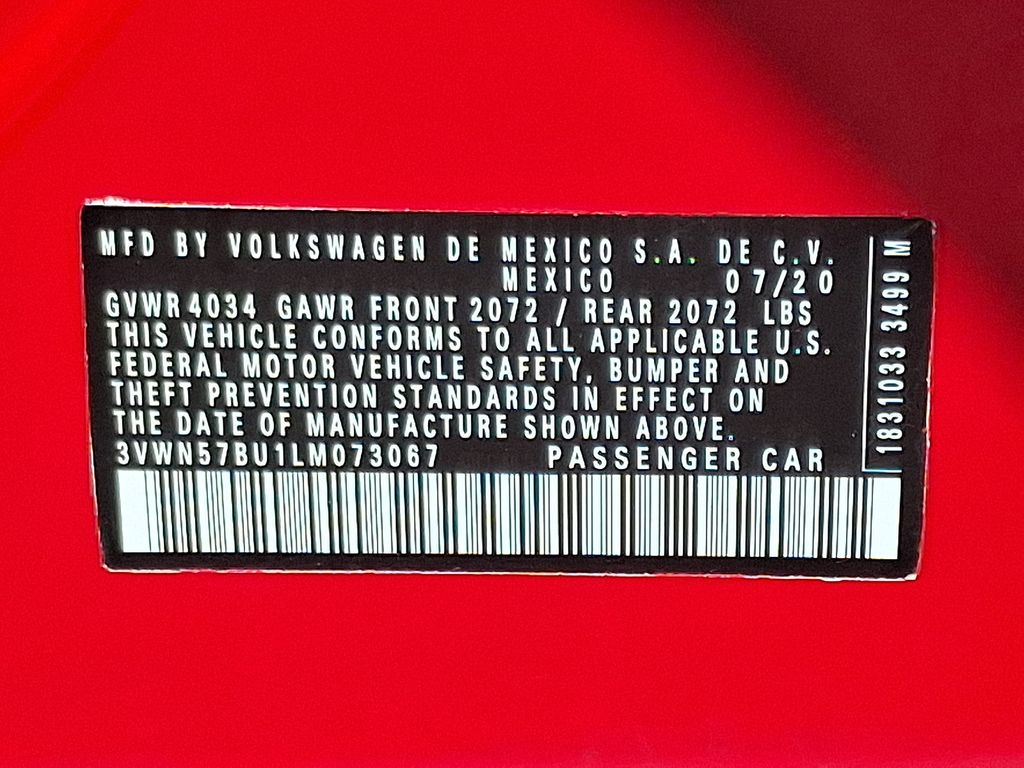 MFD BY VOLKSWAGEN DE MEXICO S.A. DE C.V.
MEXICO 07/20
GVWR 4034 GAWR FRONT 2072 / REAR 2072 LBS
THIS VEHICLE CONFORMS TO ALL APPLICABLE U.S.
FEDERAL MOTOR VEHICLE SAFETY, BUMPER AND
THEFT PREVENTION STANDARDS IN EFFECT ON
THE DATE OF MANUFACTURE SHOWN ABOVE.
3VWN57BU1LM073067 PASSENGER CAR
1831033 3499 M